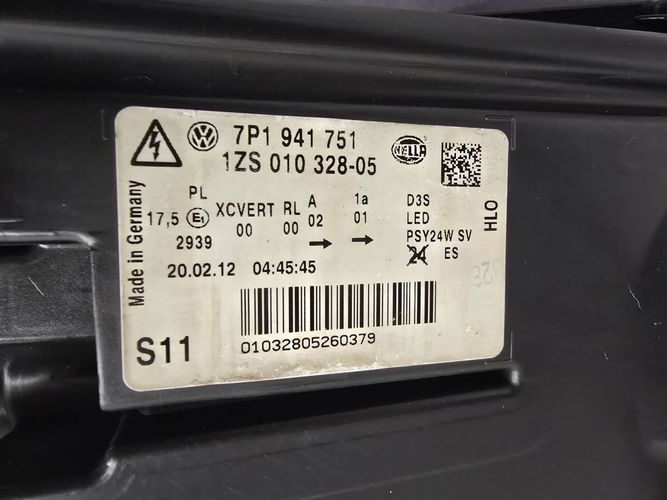 7P1 941 751
1ZS 010 328-05
HELLA
Made in Germany
PL
17,5 E1 XCVERT RL A 1a D3S
00 00 02 01 LED
2939 PSY24W SV
24 ES
HLO
20.02.12 04:45:45
S11
01032805260379